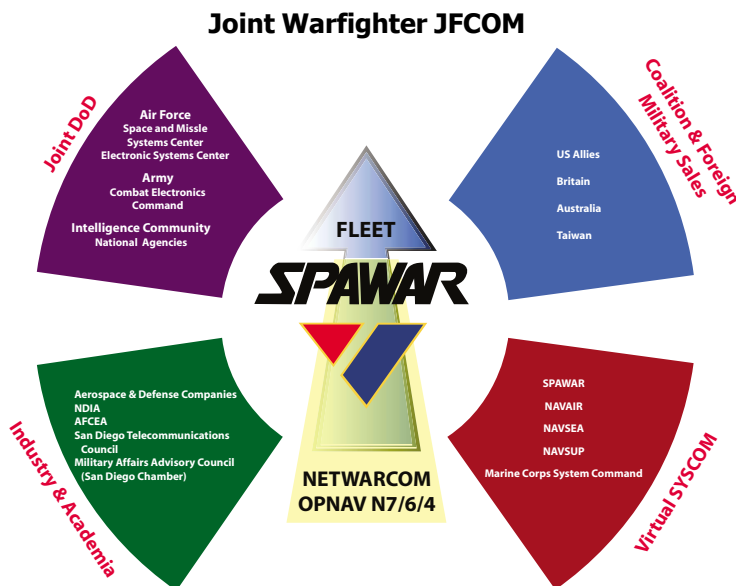 Joint Warfighter JFCOM
Joint DoD
Air Force
Space and Missle
Systems Center
Electronic Systems Center
Army
Combat Electronics
Command
Intelligence Community
National Agencies
Coalition & Foreign
Military Sales
US Allies
Britain
Australia
Taiwan
FLEET
SPAWAR
NETWARCOM
OPNAV N7/6/4
Industry & Academia
Aerospace & Defense Companies
NDIA
AFCEA
San Diego Telecommunications
Council
Military Affairs Advisory Council
(San Diego Chamber)
SPAWAR
NAVAIR
NAVSEA
NAVSUP
Marine Corps System Command
Virtual SYSCOM